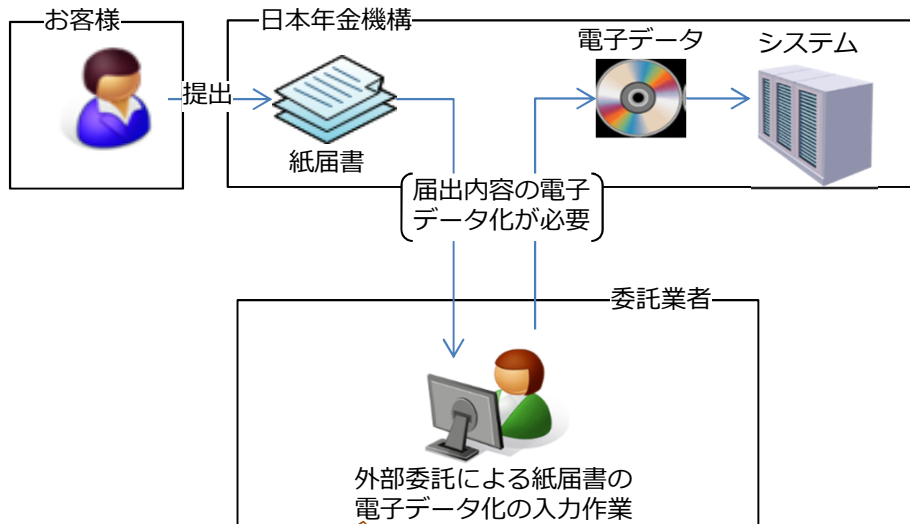 お客様
日本年金機構
電子データ
システム
提出
紙届書
届出内容の電子
データ化が必要
委託業者
外部委託による紙届書の
電子データ化の入力作業